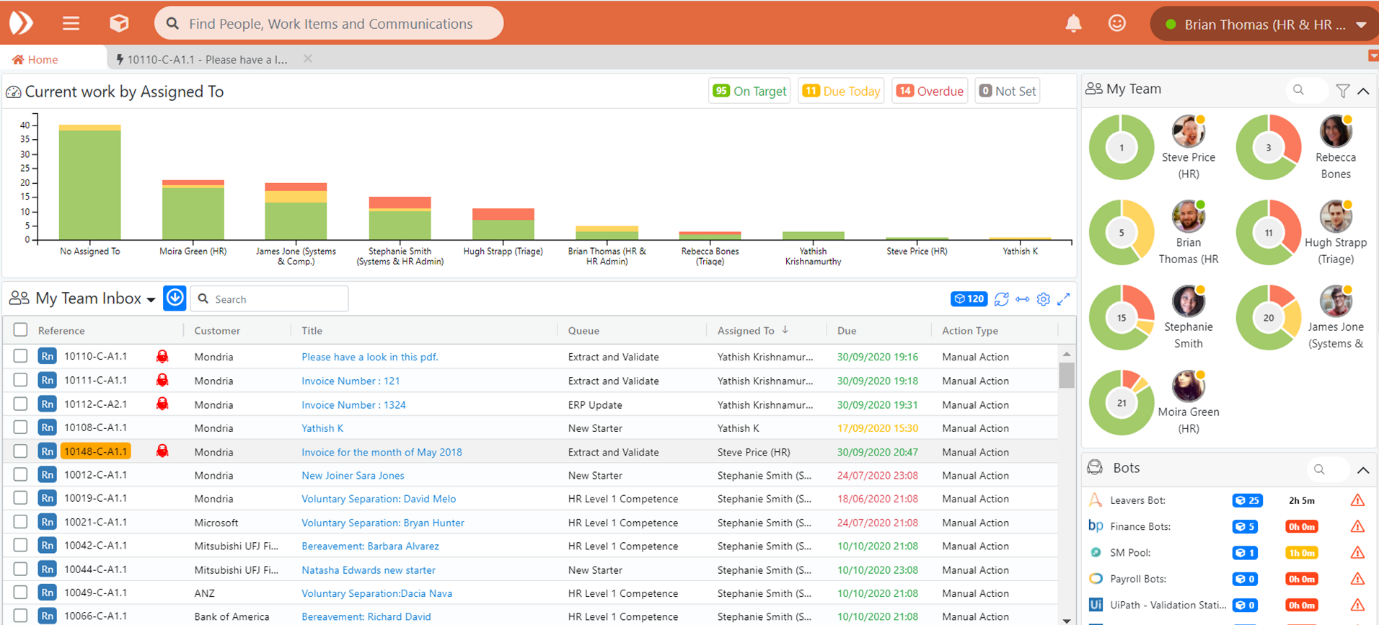 Find People, Work Items and Communications
Brian Thomas (HR & HR ...
Home
10110-C-A1.1 - Please have a l...
Current work by Assigned To
95 On Target
11 Due Today
14 Overdue
0 Not Set
40
35
30
25
20
15
10
5
0
No Assigned To
Moira Green (HR)
James Jone (Systems & Comp.)
Stephanie Smith (Systems & HR Admin)
Hugh Strapp (Triage)
Brian Thomas (HR & HR Admin)
Rebecca Bones (Triage)
Yathish Krishnamurthy
Steve Price (HR)
Yathish K
My Team Inbox
Search
120
Reference Customer Title Queue Assigned To Due Action Type
Rn 10110-C-A1.1 Mondria Please have a look in this pdf. Extract and Validate Yathish Krishnamur... 30/09/2020 19:16 Manual Action
Rn 10111-C-A1.1 Mondria Invoice Number : 121 Extract and Validate Yathish Krishnamur... 30/09/2020 19:18 Manual Action
Rn 10112-C-A2.1 Mondria Invoice Number : 1324 ERP Update Yathish Krishnamur... 30/09/2020 19:31 Manual Action
Rn 10108-C-A1.1 Mondria Yathish K New Starter Yathish K 17/09/2020 15:30 Manual Action
Rn 10148-C-A1.1 Mondria Invoice for the month of May 2018 Extract and Validate Steve Price (HR) 30/09/2020 20:47 Manual Action
Rn 10012-C-A1.1 Mondria New Joiner Sara Jones New Starter Stephanie Smith (S... 24/07/2020 23:08 Manual Action
Rn 10019-C-A1.1 Mondria Voluntary Separation: David Melo HR Level 1 Competence Stephanie Smith (S... 18/06/2020 21:08 Manual Action
Rn 10021-C-A1.1 Microsoft Voluntary Separation: Bryan Hunter HR Level 1 Competence Stephanie Smith (S... 24/07/2020 21:08 Manual Action
Rn 10042-C-A1.1 Mitsubishi UFJ Fi... Bereavement: Barbara Alvarez HR Level 1 Competence Stephanie Smith (S... 10/10/2020 21:08 Manual Action
Rn 10044-C-A1.1 Mitsubishi UFJ Fi... Natasha Edwards new starter New Starter Stephanie Smith (S... 10/10/2020 23:08 Manual Action
Rn 10049-C-A1.1 ANZ Voluntary Separation:Dacia Nava HR Level 1 Competence Stephanie Smith (S... 10/10/2020 21:08 Manual Action
Rn 10066-C-A1.1 Bank of America Bereavement: Richard David HR Level 1 Competence Stephanie Smith (S... 10/10/2020 21:08 Manual Action
My Team
1
Steve Price
(HR)
3
Rebecca
Bones
5
Brian
Thomas (HR
11
Hugh Strapp
(Triage)
15
Stephanie
Smith
20
James Jone
(Systems &
21
Moira Green
(HR)
Bots
Leavers Bot: 25 2h 5m
bp Finance Bots: 5 0h 0m
SM Pool: 1 1h 0m
Payroll Bots: 0 0h 0m
Ui UiPath - Validation Stati... 0 0h 0m